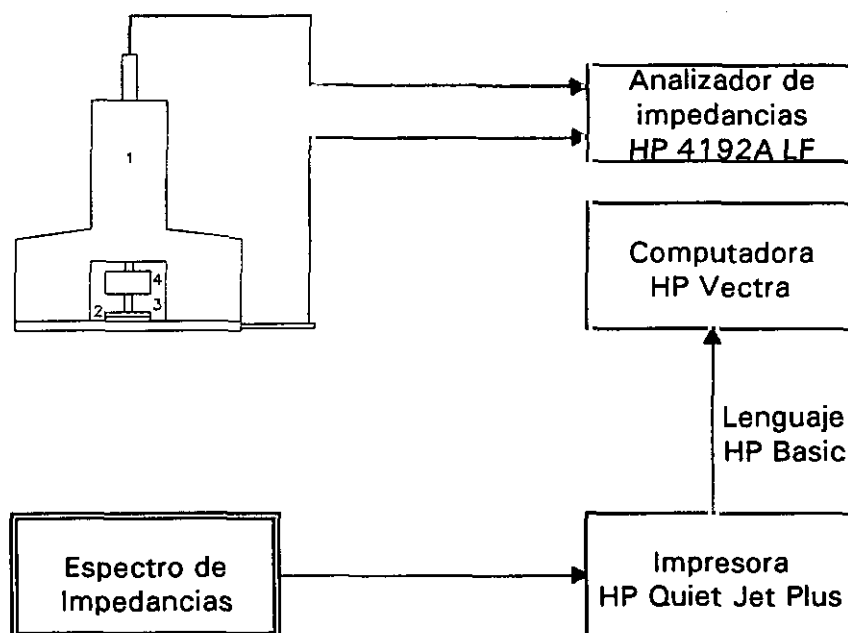 Analizador de
impedancias
HP 4192A LF
1
Computadora
HP Vectra
4
2
3
Lenguaje
HP Basic
Espectro de
Impedancias
Impresora
HP Quiet Jet Plus